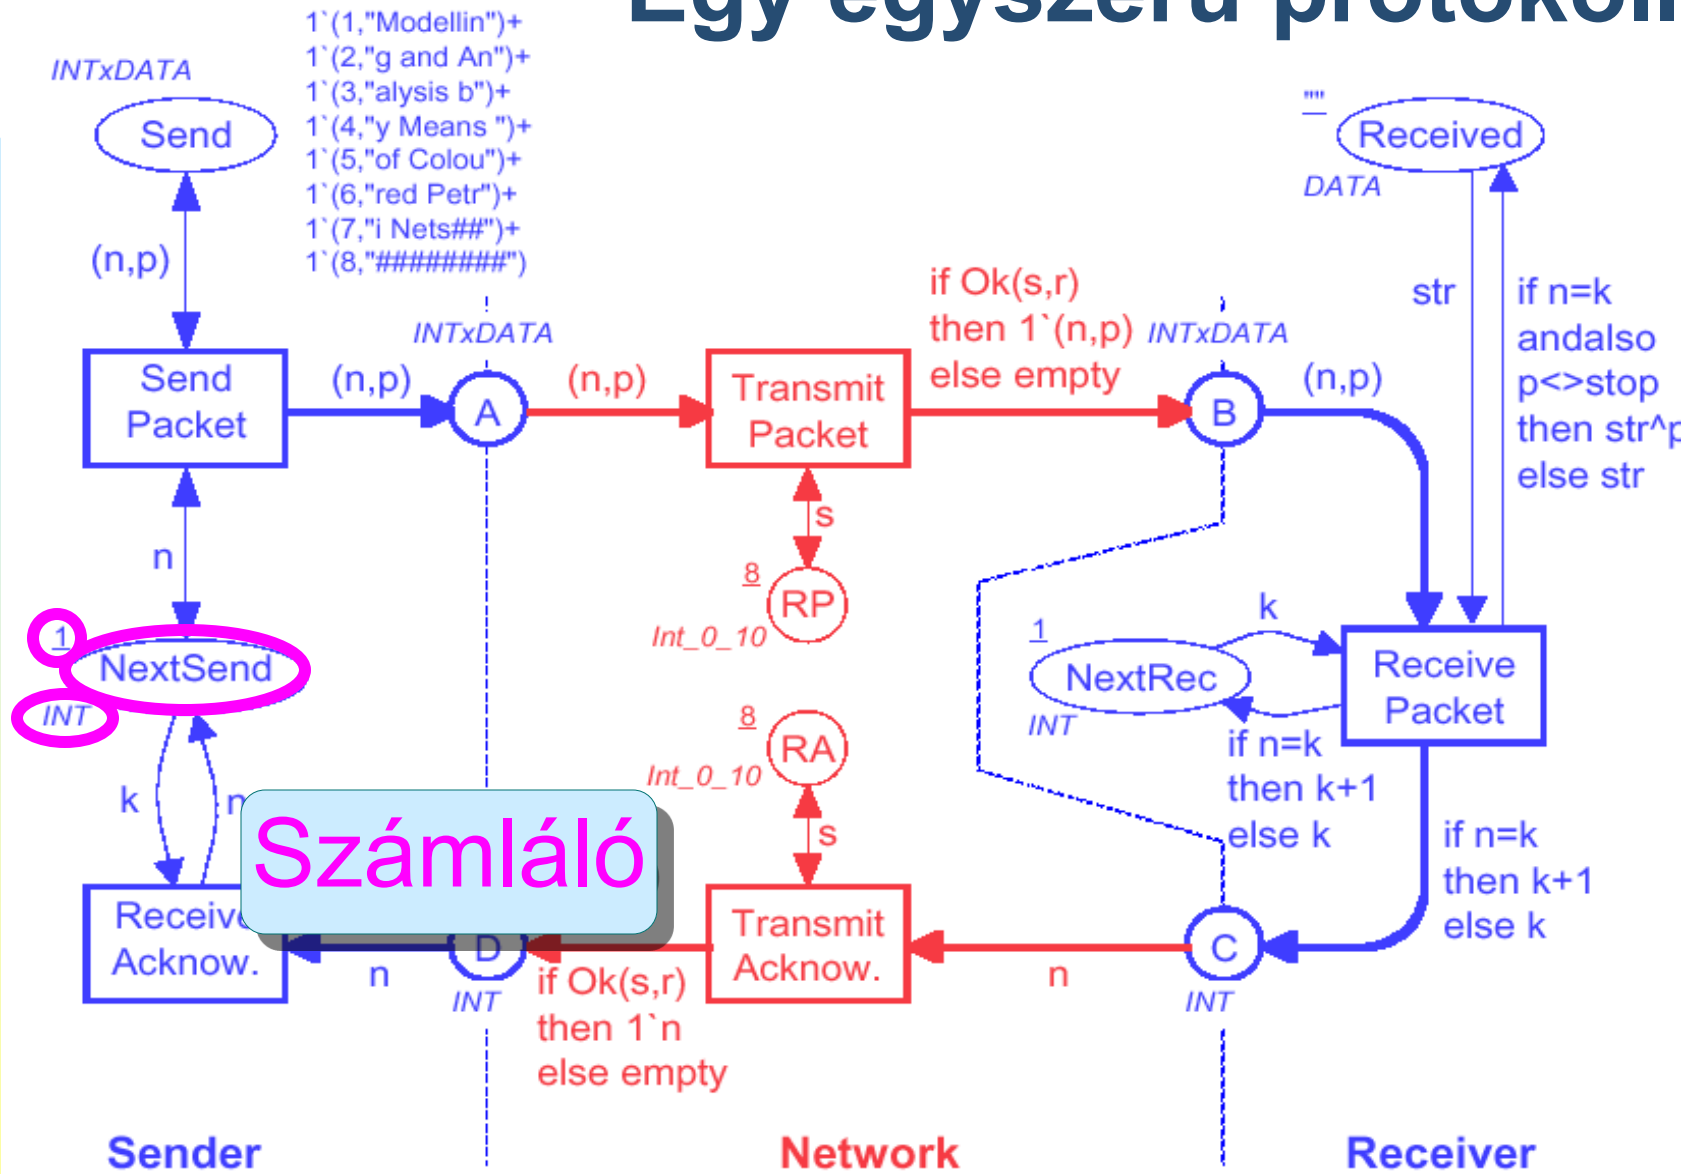 Egy egyszerű protokoll
1`(1,"Modellin")+
1`(2,"g and An")+
1`(3,"alysis b")+
1`(4,"y Means ")+
1`(5,"of Colou")+
1`(6,"red Petr")+
1`(7,"i Nets##")+
1`(8,"########")
INTxDATA
Send
(n,p)
Send
Packet
(n,p)
INTxDATA
A
(n,p)
Transmit
Packet
if Ok(s,r)
then 1`(n,p)
else empty
INTxDATA
B
(n,p)
""
Received
DATA
str
if n=k
andalso
p<>stop
then str^p
else str
n
1
NextSend
INT
s
8
RP
Int_0_10
8
RA
Int_0_10
s
1
NextRec
INT
k
Receive
Packet
if n=k
then k+1
else k
if n=k
then k+1
else k
k
n
Számláló
Receive
Acknow.
n
D
INT
if Ok(s,r)
then 1`n
else empty
Transmit
Acknow.
n
C
INT
Sender
Network
Receiver